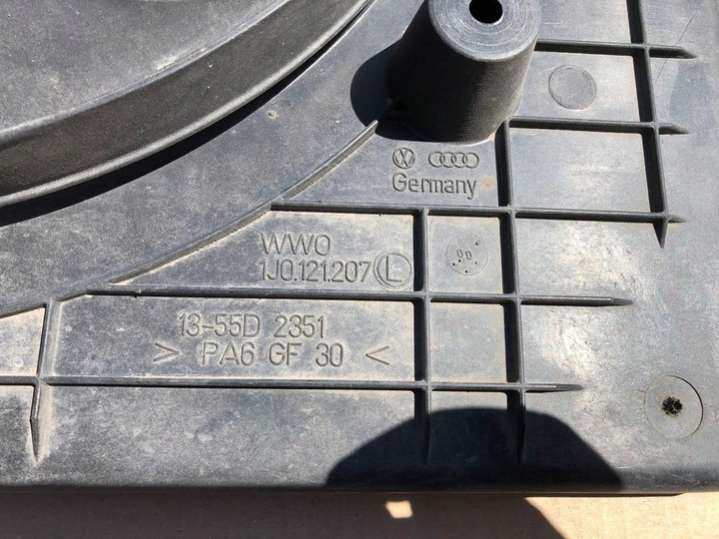 Germany
WWO
1J0.121.207 L
13-55D 2351
> PA6 GF 30 <